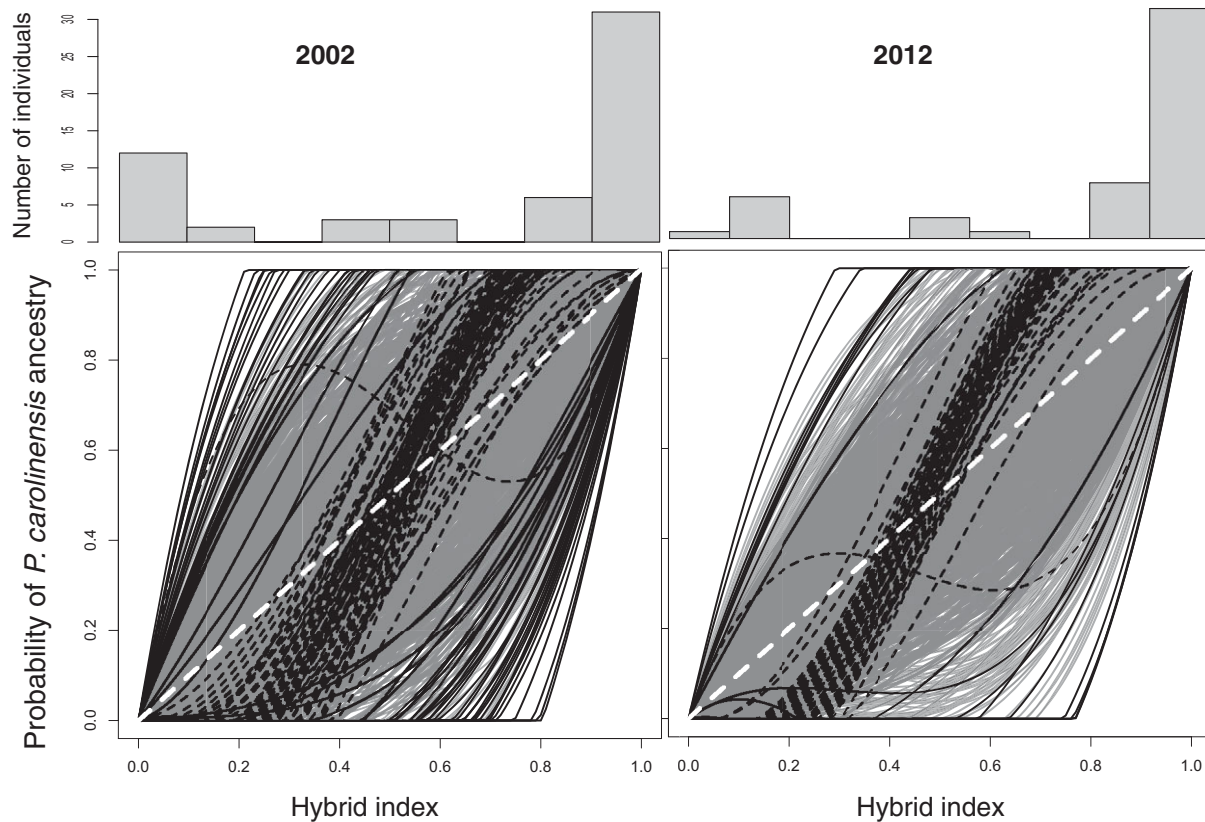 2002
2012
Number of individuals
30
25
20
15
10
5
0
Probability of P. carolinensis ancestry
1.0
0.8
0.6
0.4
0.2
0.0
0.0 0.2 0.4 0.6 0.8 1.0
0.0 0.2 0.4 0.6 0.8 1.0
Hybrid index
Hybrid index